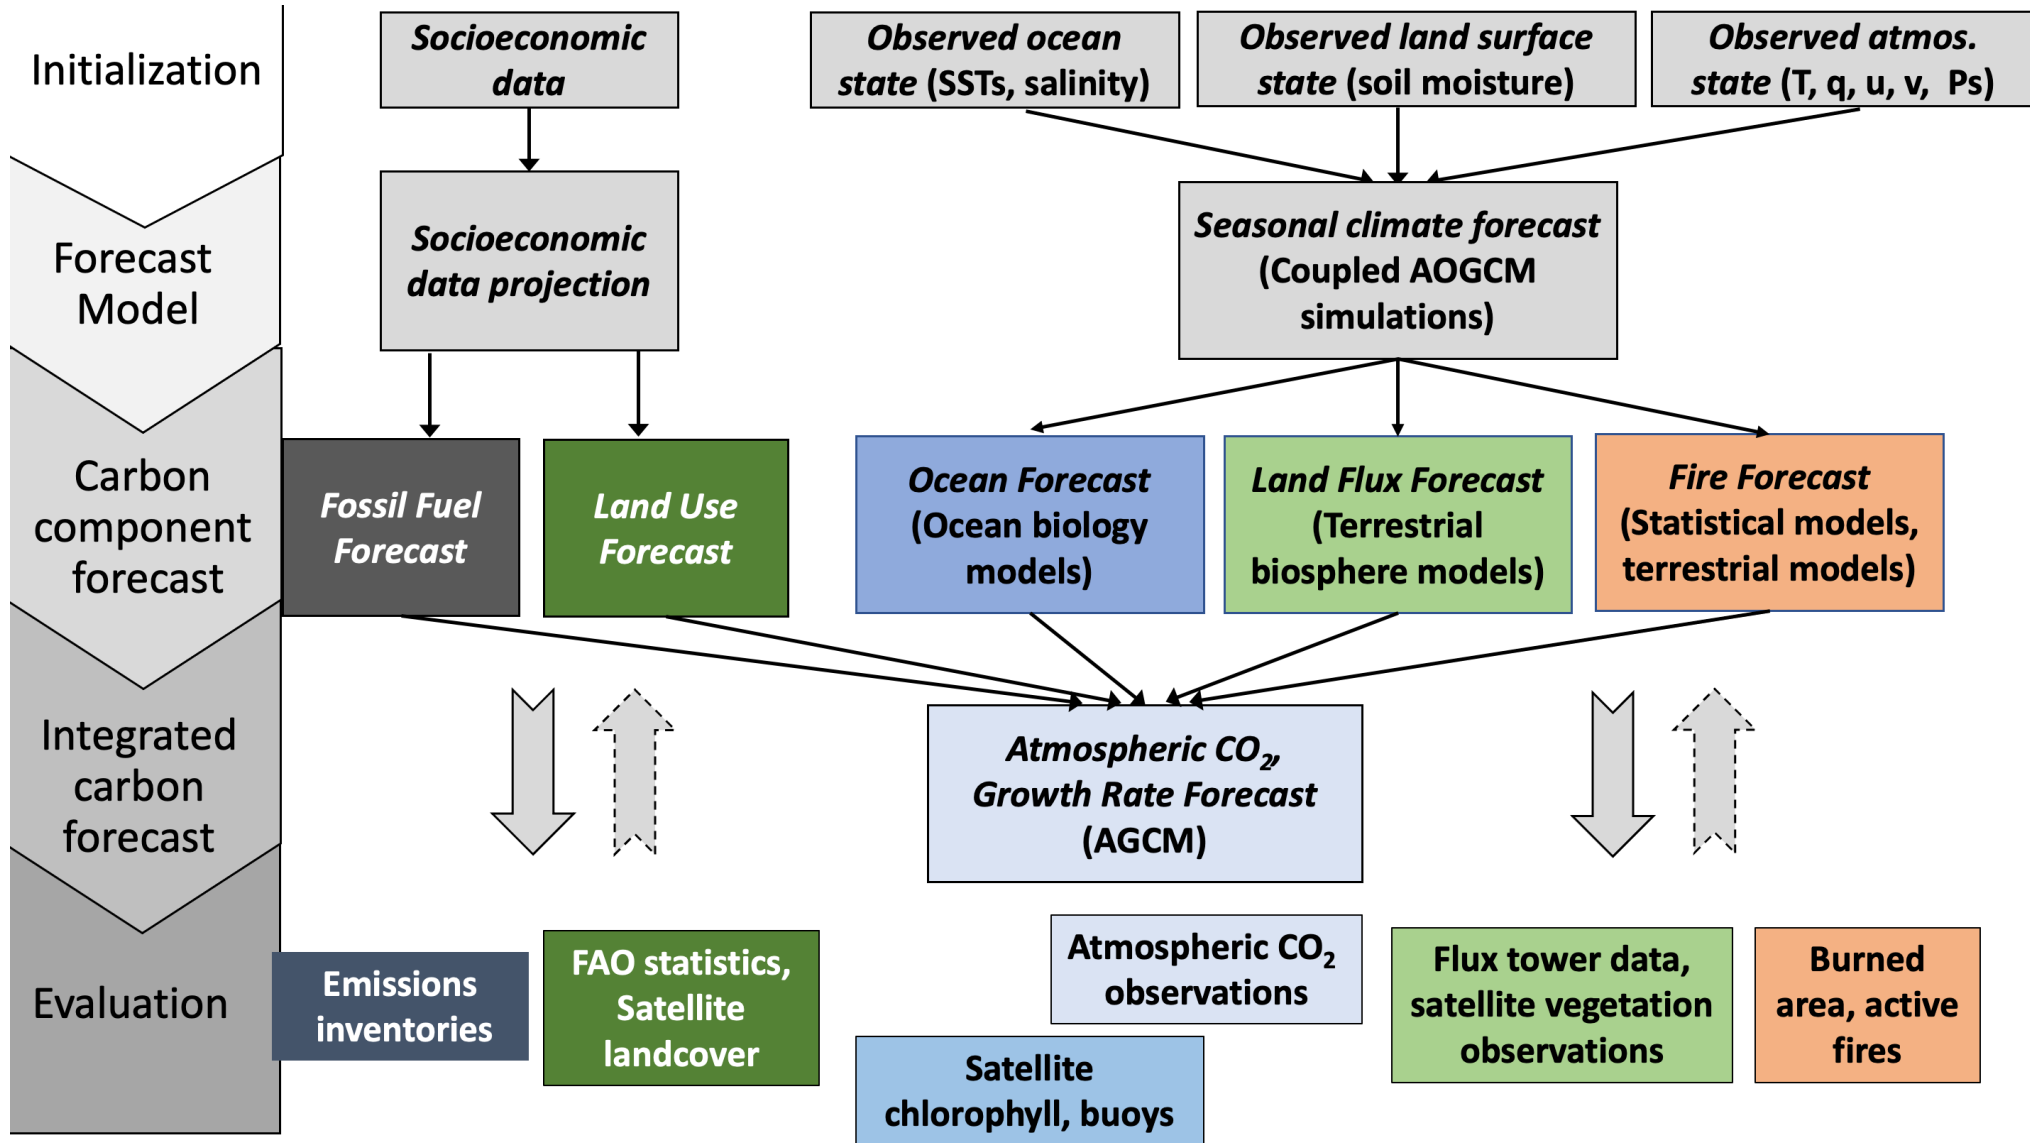 Initialization
Socioeconomic
data
Observed ocean
state (SSTs, salinity)
Observed land surface
state (soil moisture)
Observed atmos.
state (T, q, u, v, Ps)
Forecast
Model
Socioeconomic
data projection
Seasonal climate forecast
(Coupled AOGCM
simulations)
Carbon
component
forecast
Fossil Fuel
Forecast
Land Use
Forecast
Ocean Forecast
(Ocean biology
models)
Land Flux Forecast
(Terrestrial
biosphere models)
Fire Forecast
(Statistical models,
terrestrial models)
Integrated
carbon
forecast
Atmospheric CO₂,
Growth Rate Forecast
(AGCM)
Evaluation
Emissions
inventories
FAO statistics,
Satellite
landcover
Satellite
chlorophyll, buoys
Atmospheric CO₂
observations
Flux tower data,
satellite vegetation
observations
Burned
area, active
fires